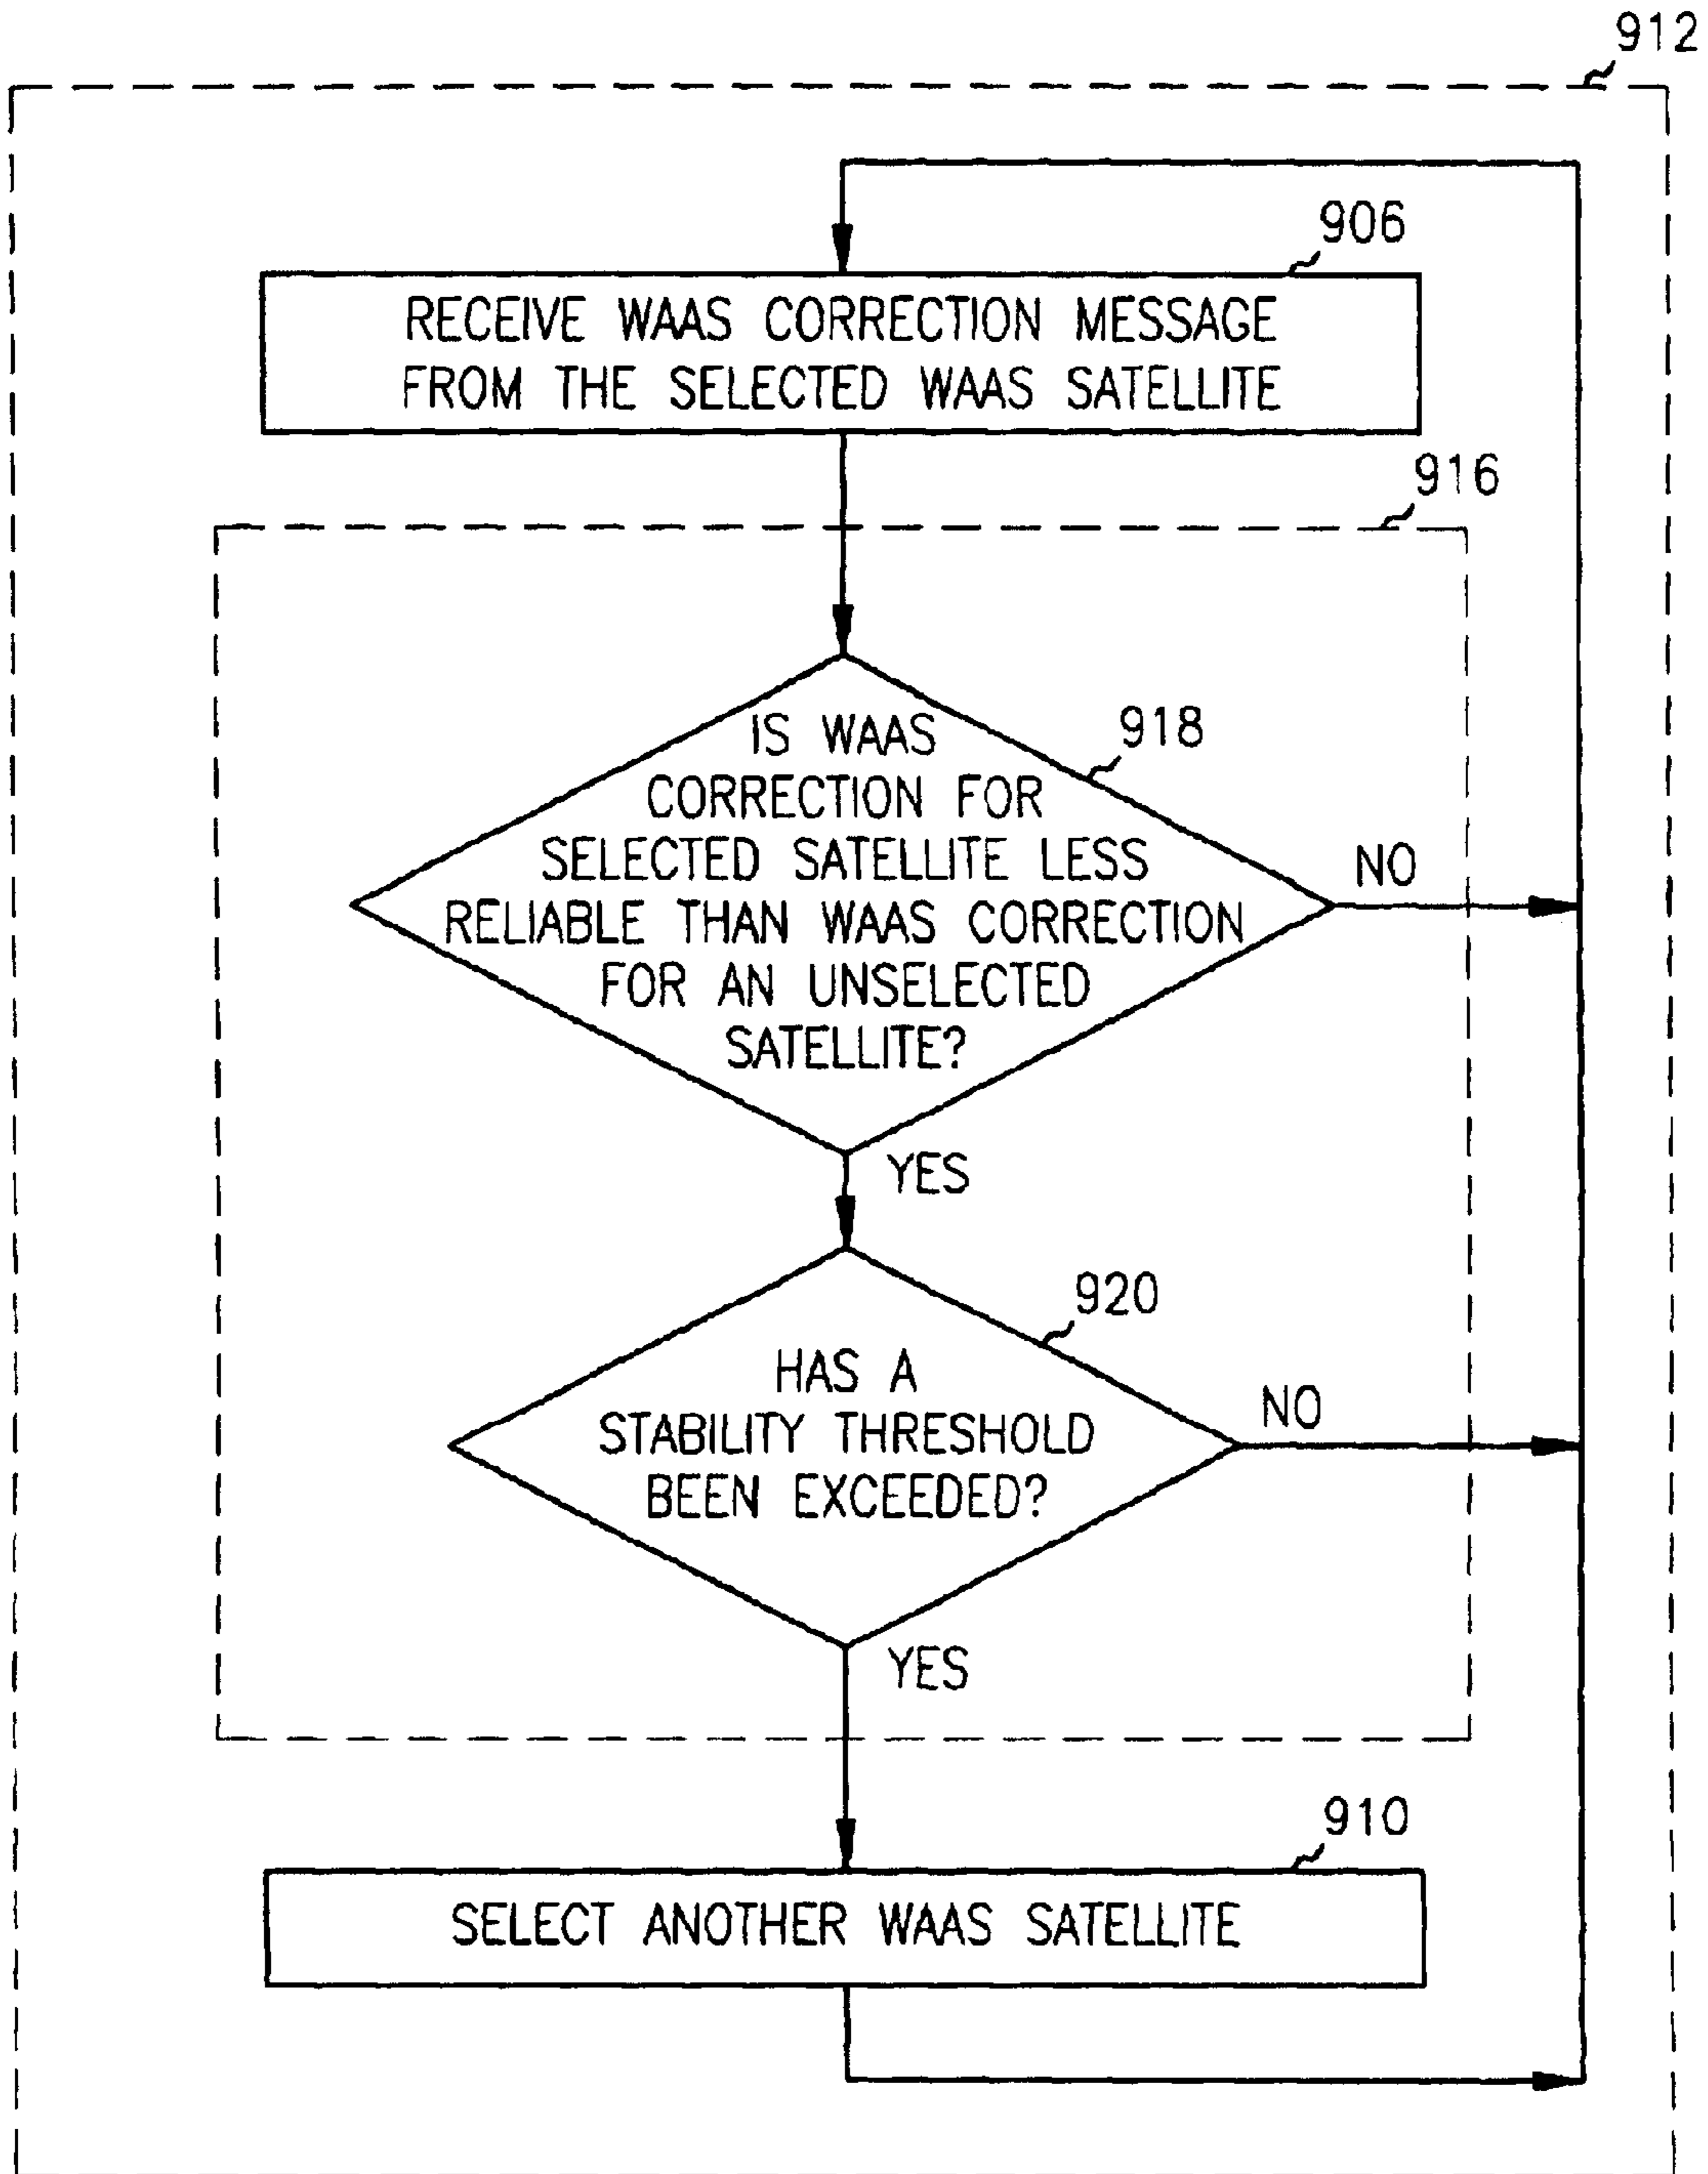 912
906
RECEIVE WAAS CORRECTION MESSAGE
FROM THE SELECTED WAAS SATELLITE
916
918
IS WAAS
CORRECTION FOR
SELECTED SATELLITE LESS
RELIABLE THAN WAAS CORRECTION
FOR AN UNSELECTED
SATELLITE?
NO
YES
920
HAS A
STABILITY THRESHOLD
BEEN EXCEEDED?
NO
YES
910
SELECT ANOTHER WAAS SATELLITE